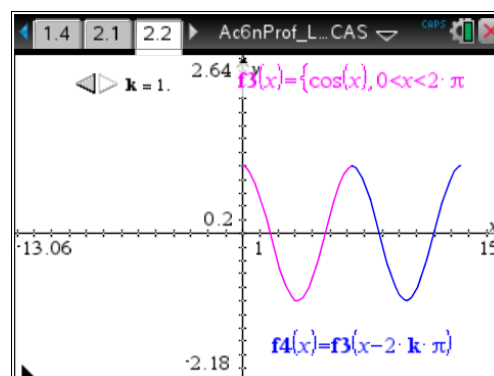 1.4 2.1 2.2 Ac6nProf_L...CAS CAPS
k = 1.
2.64 y
f3(x)={cos(x), 0<x<2· π
0.2
-13.06 1 15
x
f4(x)=f3(x-2· k· π)
-2.18